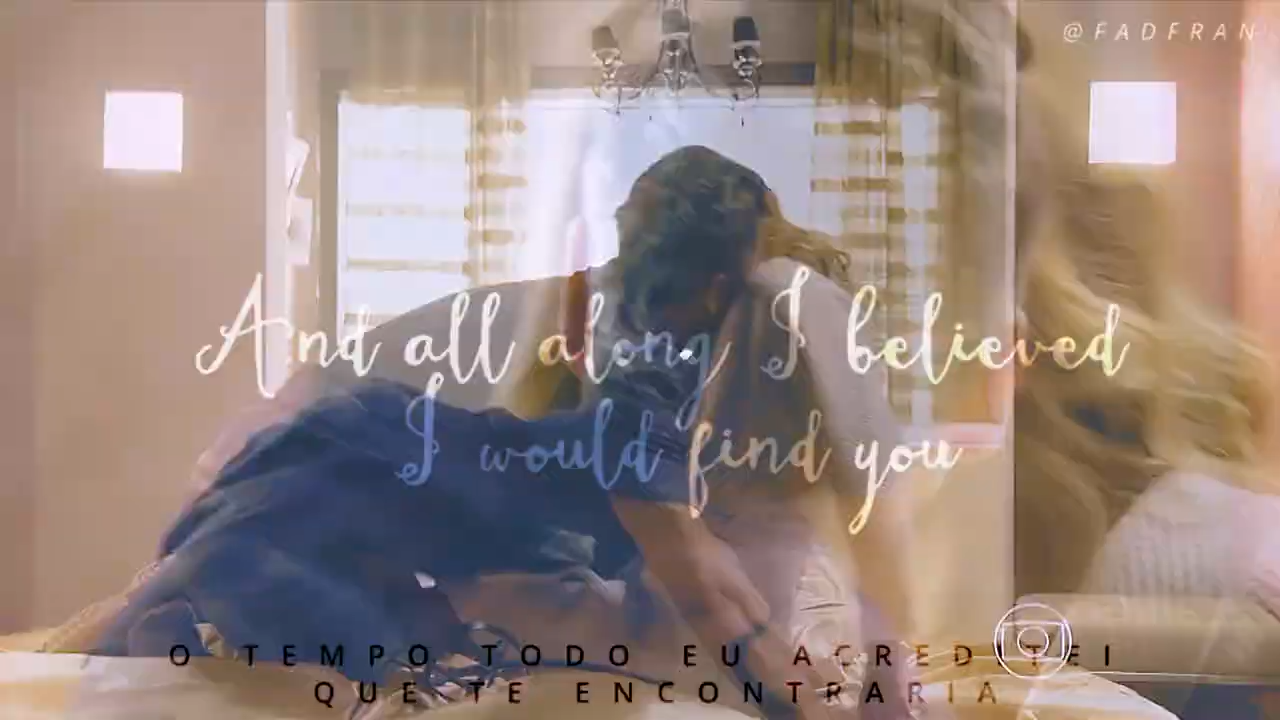 @FADFRAN
And all along I believed
I would find you
O TEMPO TODO EU ACREDITEI
QUE TE ENCONTRARIA